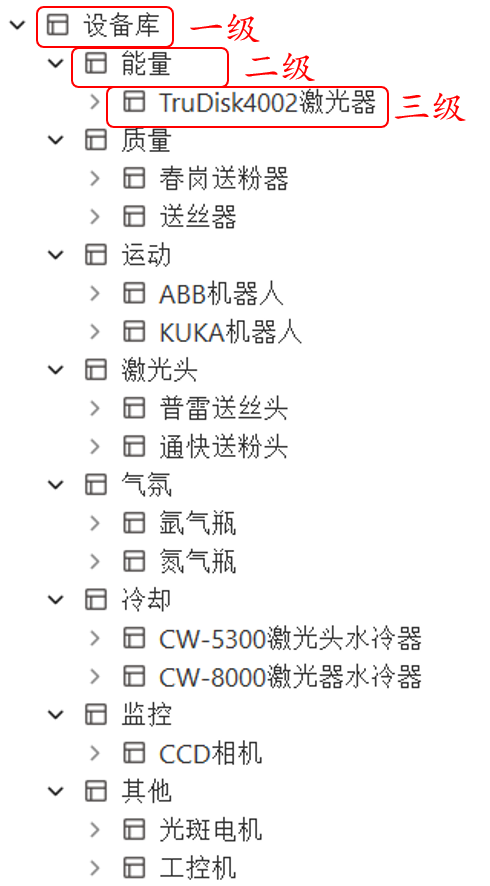 设备库 一级
能量 二级
TruDisk4002激光器 三级
质量
春岗送粉器
送丝器
运动
ABB机器人
KUKA机器人
激光头
普雷送丝头
通快送粉头
气氛
氩气瓶
氮气瓶
冷却
CW-5300激光头水冷器
CW-8000激光器水冷器
监控
CCD相机
其他
光斑电机
工控机